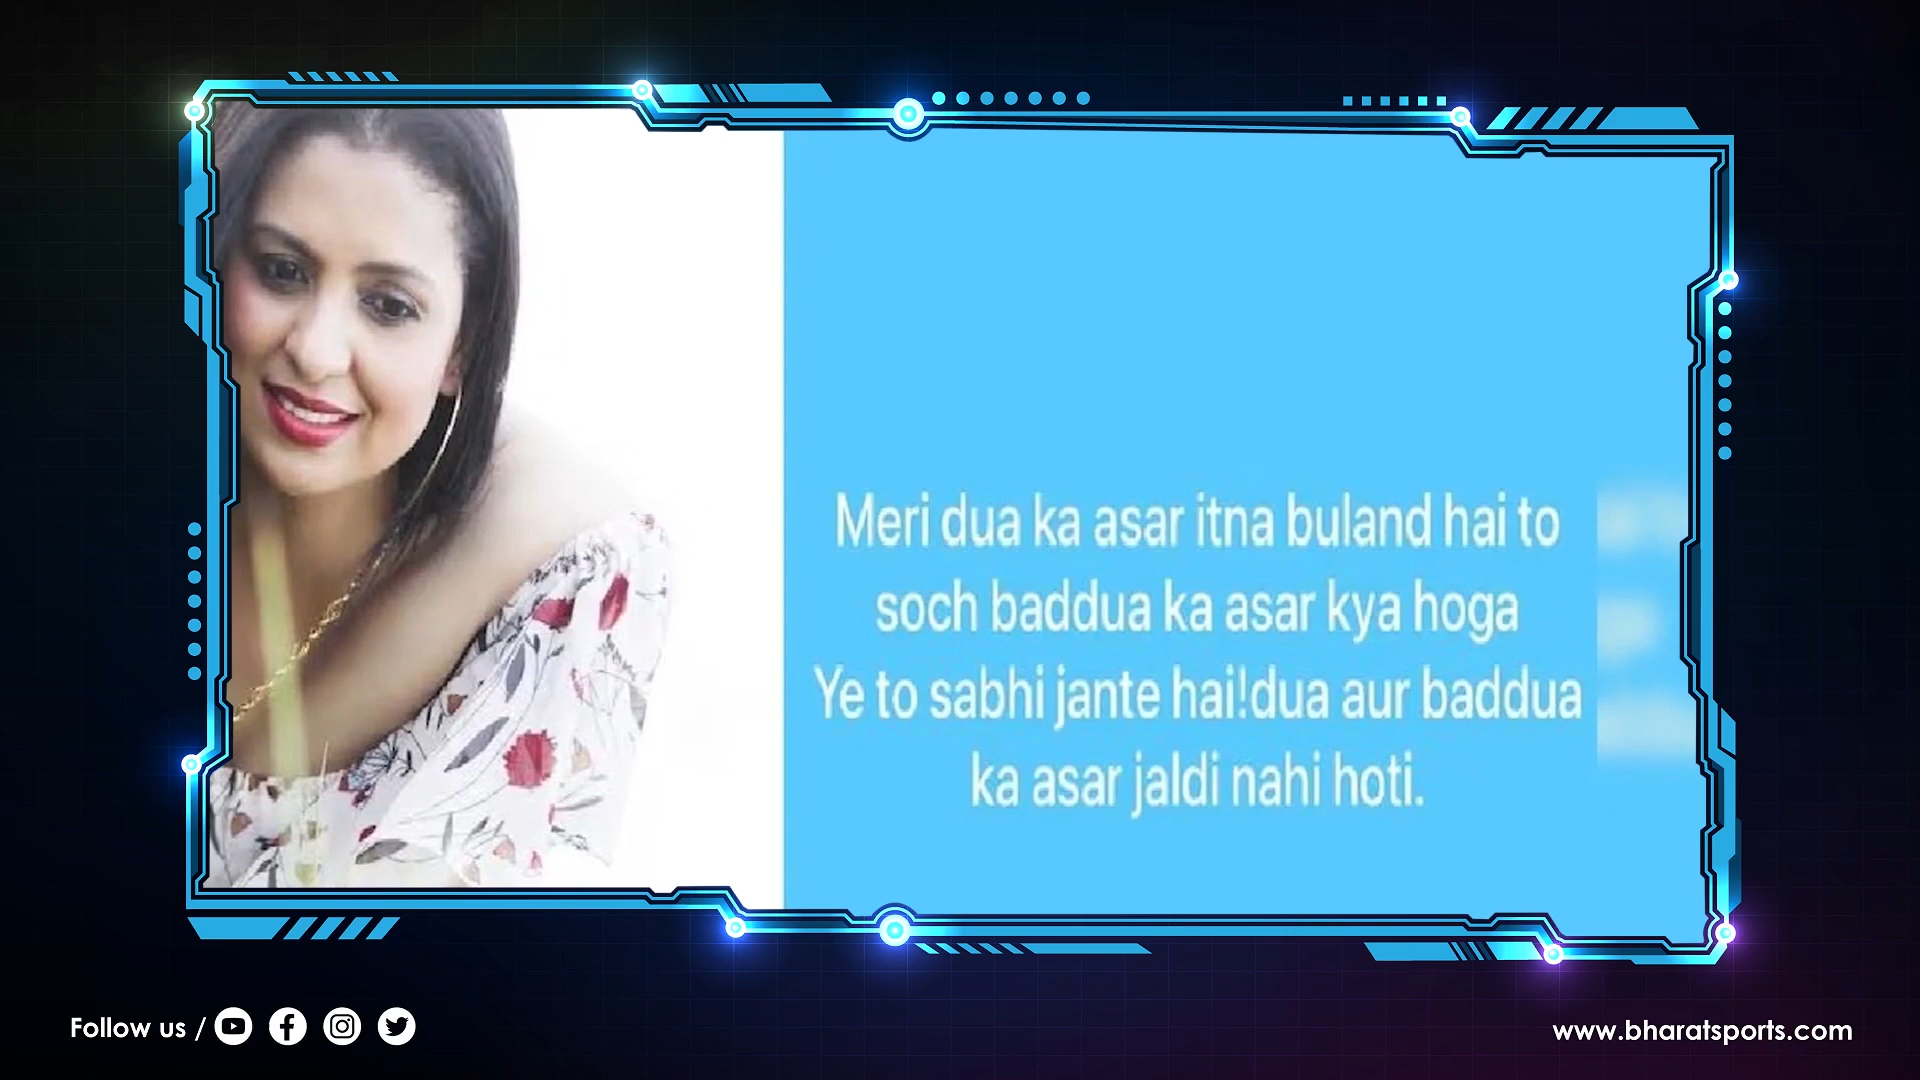 Meri dua ka asar itna buland hai to
soch baddua ka asar kya hoga
Ye to sabhi jante hai!dua aur baddua
ka asar jaldi nahi hoti.
Follow us /
www.bharatsports.com